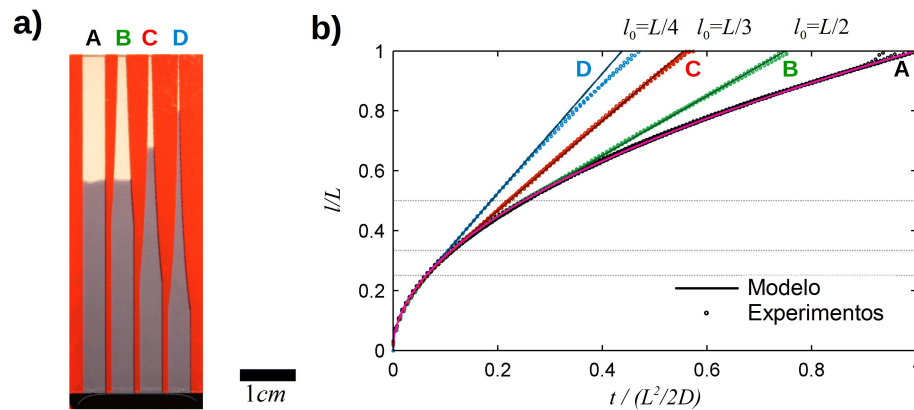 a)
A B C D
1cm
b)
l₀=L/4 l₀=L/3 l₀=L/2
1
0.8
0.6
0.4
0.2
0
l/L
D C B A
Modelo
Experimentos
0 0.2 0.4 0.6 0.8 1
t / (L²/2D)